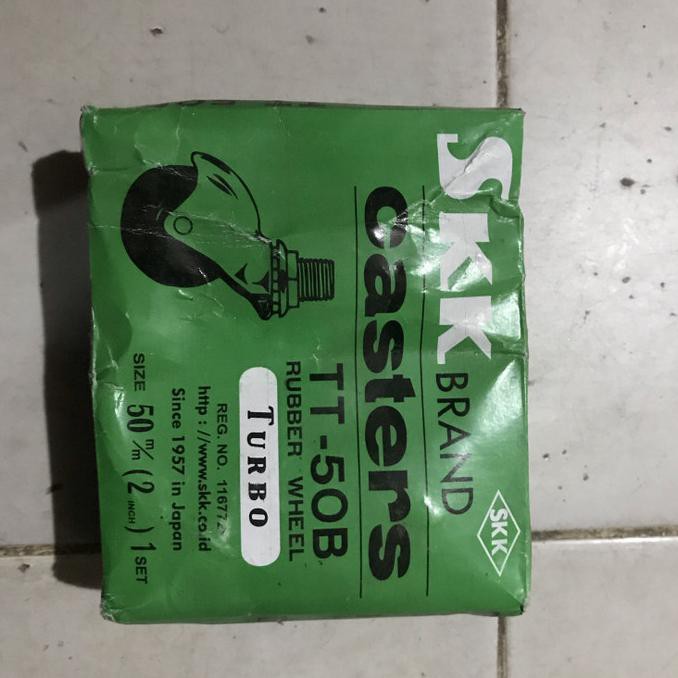 SKK BRAND
SKK
casters
TT-50B
RUBBER WHEEL
TURBO
REG. NO.
http://www.skk.co.id
Since 1957 in Japan
SIZE 50 m/m (2 INCH) 1 SET